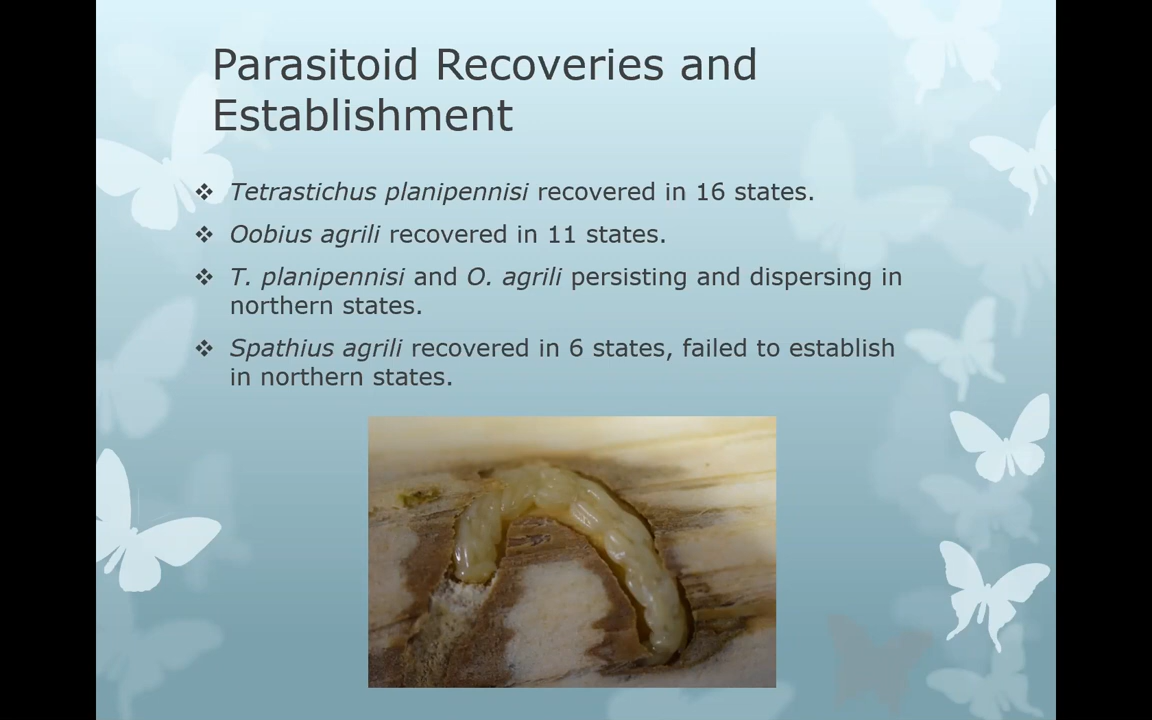 Parasitoid Recoveries and
Establishment
❖ Tetrastichus planipennisi recovered in 16 states.
❖ Oobius agrili recovered in 11 states.
❖ T. planipennisi and O. agrili persisting and dispersing in
northern states.
❖ Spathius agrili recovered in 6 states, failed to establish
in northern states.